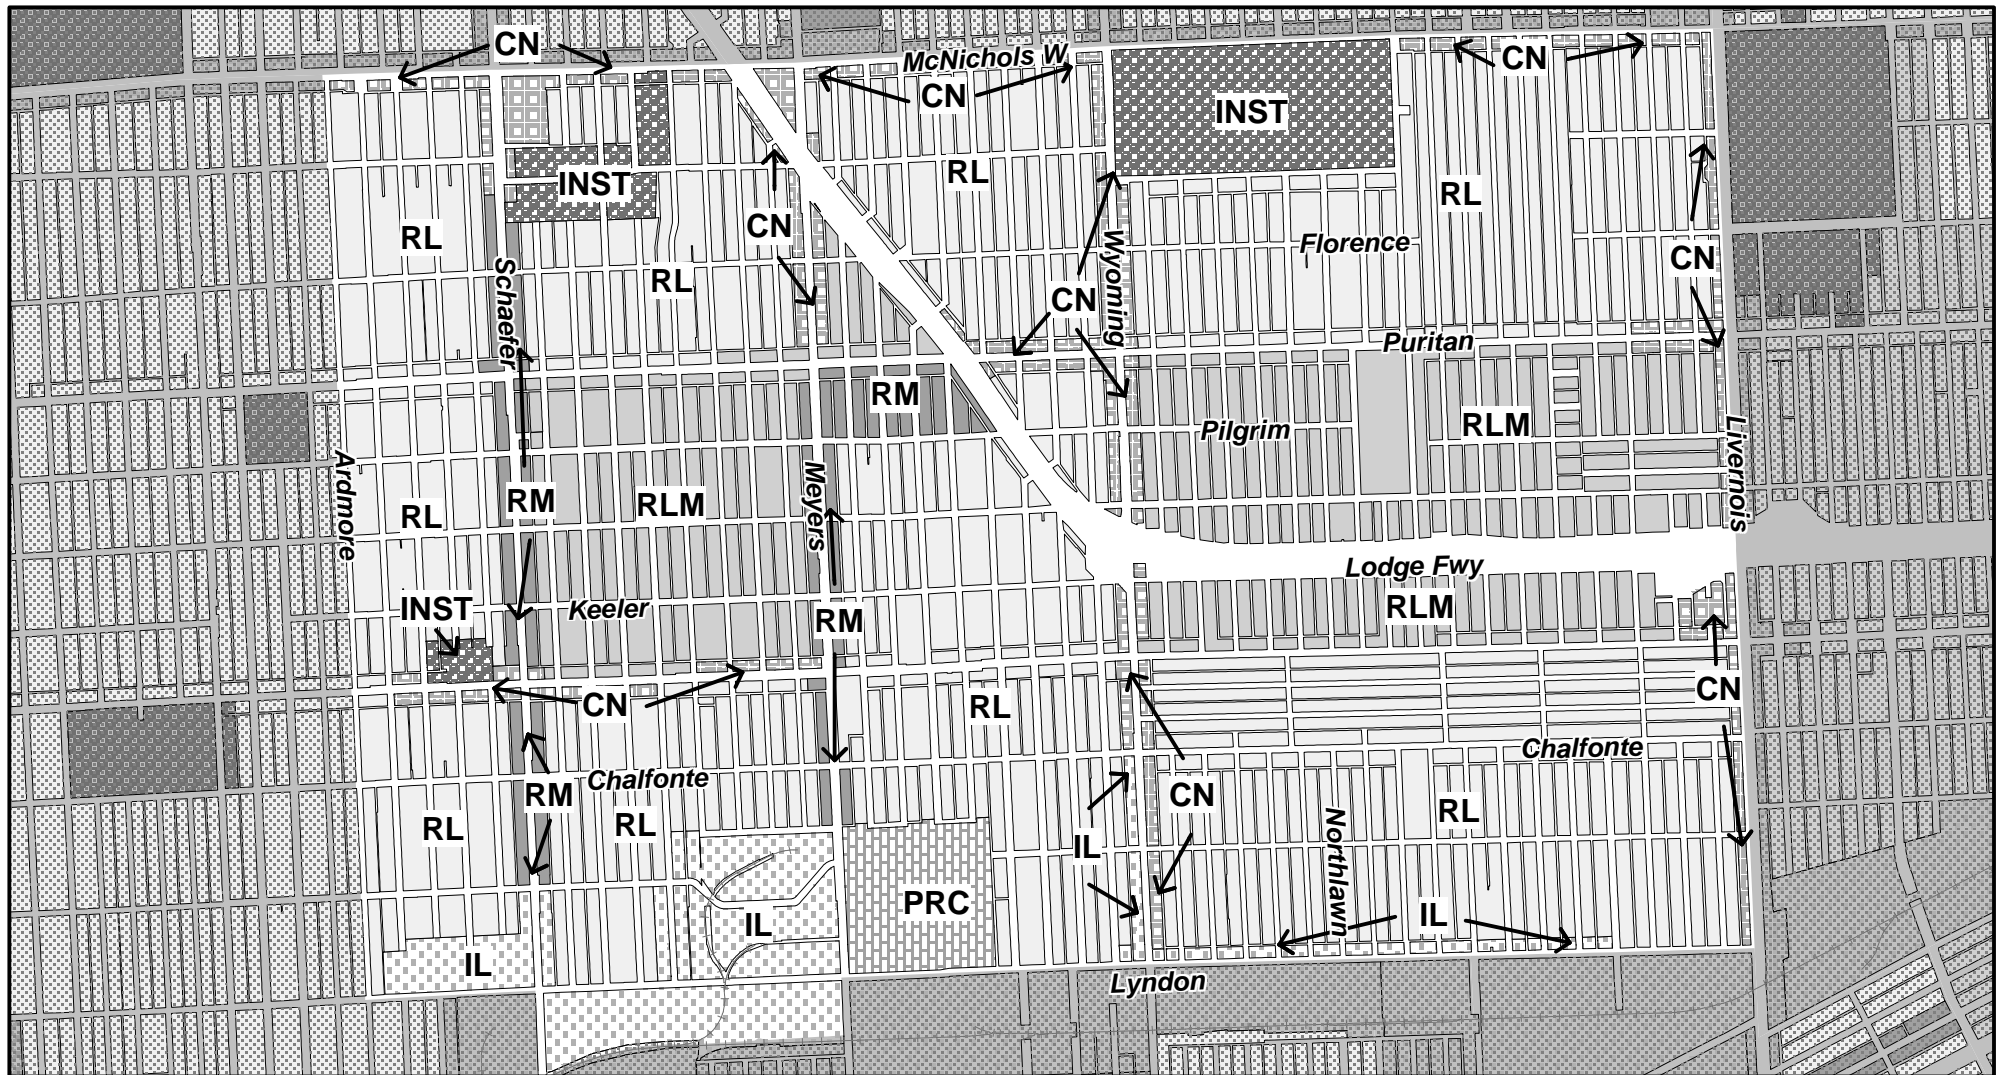 CN
McNichols W
CN
CN
INST
INST
RL
RL
RL
CN
Schaefer
RL
CN
Wyoming
Florence
CN
Puritan
RM
RLM
Pilgrim
Livernois
Ardmore
RL
RM
RLM
Meyers
Lodge Fwy
RLM
INST
Keeler
RM
CN
CN
RL
Chalfonte
Chalfonte
RM
CN
RL
RL
IL
RL
Northlawn
PRC
IL
IL
IL
Lyndon